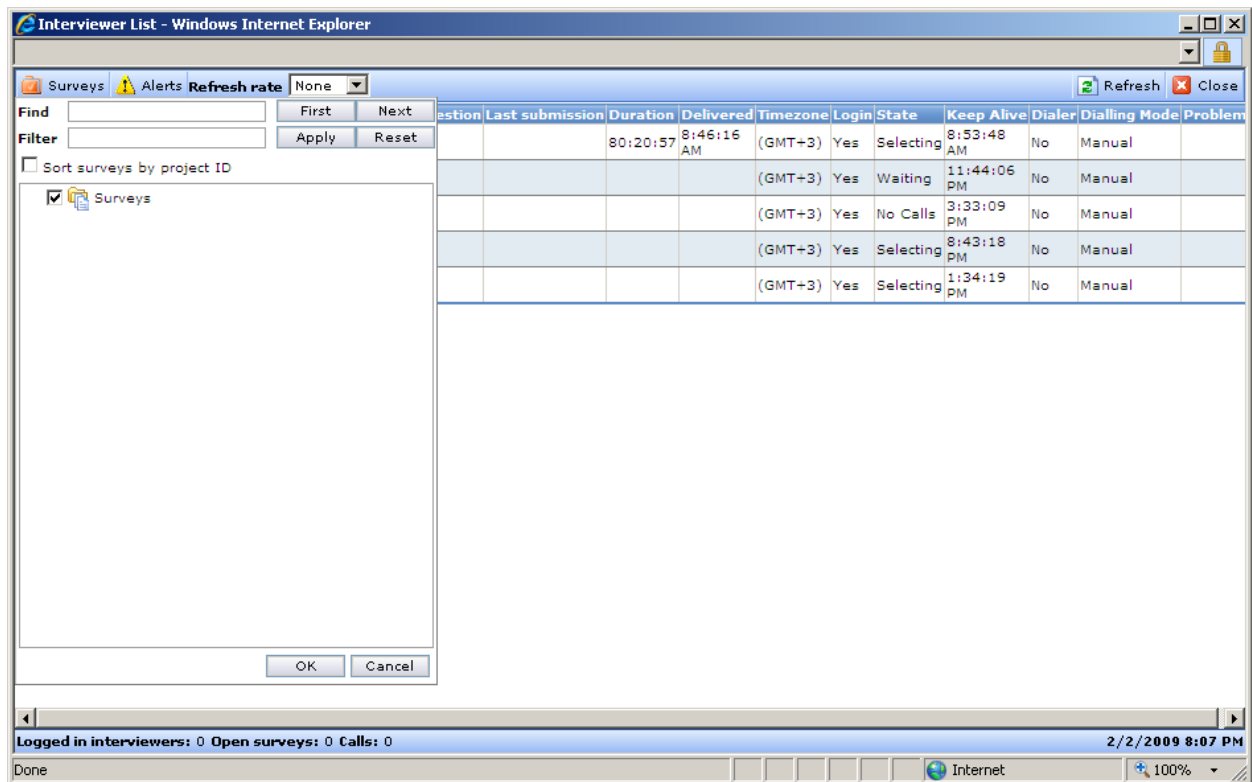 Interviewer List - Windows Internet Explorer
Surveys Alerts Refresh rate None Refresh Close
Find First Next
Filter Apply Reset
Sort surveys by project ID
Surveys
OK Cancel
estion Last submission Duration Delivered Timezone Login State Keep Alive Dialer Dialling Mode Problem
80:20:57 8:46:16 AM (GMT+3) Yes Selecting 8:53:48 AM No Manual
(GMT+3) Yes Waiting 11:44:06 PM No Manual
(GMT+3) Yes No Calls 3:33:09 PM No Manual
(GMT+3) Yes Selecting 8:43:18 PM No Manual
(GMT+3) Yes Selecting 1:34:19 PM No Manual
Logged in interviewers: 0 Open surveys: 0 Calls: 0 2/2/2009 8:07 PM
Done Internet 100%